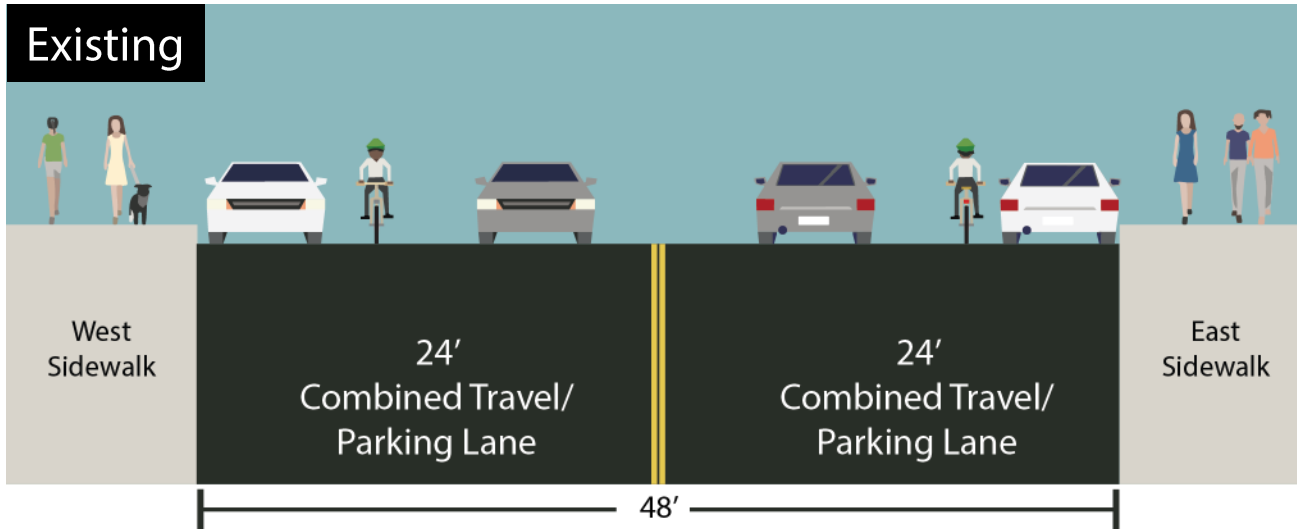 Existing
West
Sidewalk
24′
Combined Travel/
Parking Lane
24′
Combined Travel/
Parking Lane
East
Sidewalk
48′